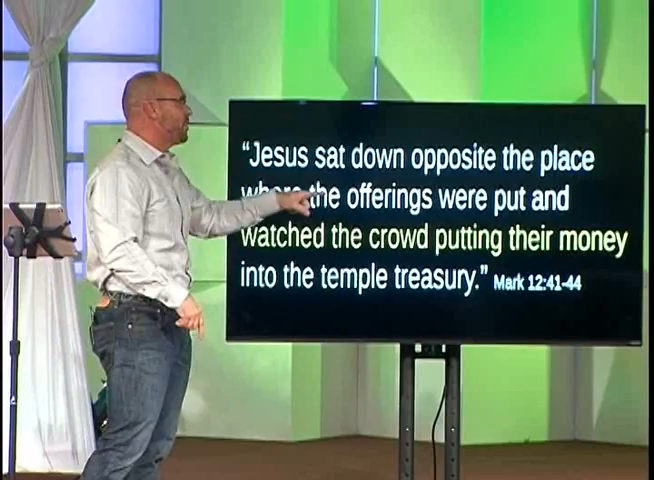 “Jesus sat down opposite the place
where the offerings were put and
watched the crowd putting their money
into the temple treasury.” Mark 12:41-44